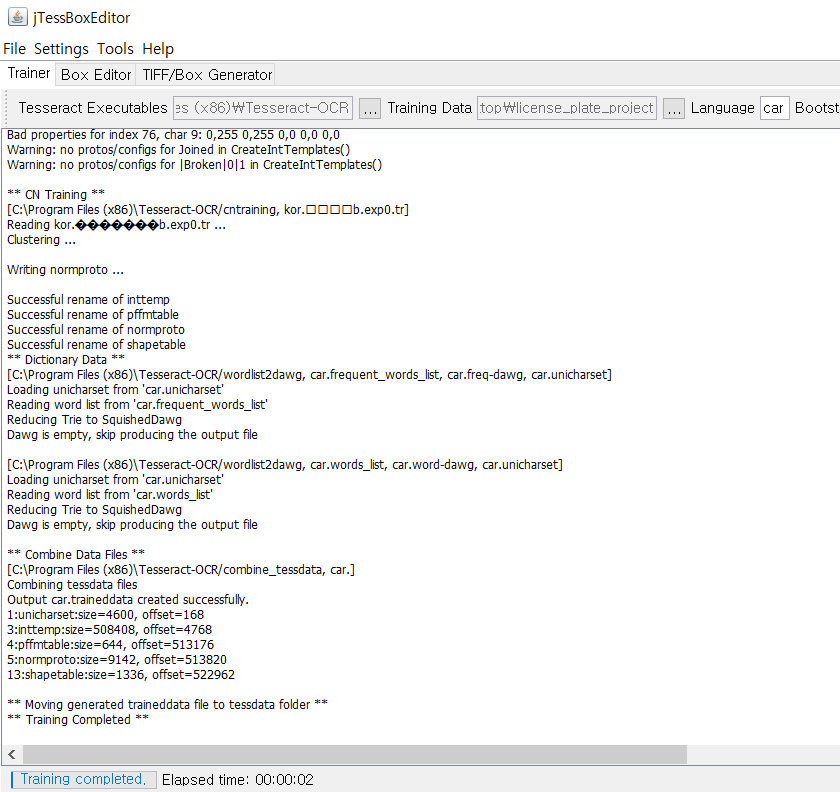 jTessBoxEditor
File Settings Tools Help
Trainer Box Editor TIFF/Box Generator
Tesseract Executables es (x86)₩Tesseract-OCR ... Training Data top₩license_plate_project ... Language car Bootst
Bad properties for index 76, char 9: 0,255 0,255 0,0 0,0 0,0
Warning: no protos/configs for Joined in CreateIntTemplates()
Warning: no protos/configs for |Broken|0|1 in CreateIntTemplates()
** CN Training **
[C:\Program Files (x86)\Tesseract-OCR/cntraining, kor.□□□□b.exp0.tr]
Reading kor.�������b.exp0.tr ...
Clustering ...
Writing normproto ...
Successful rename of inttemp
Successful rename of pffmtable
Successful rename of normproto
Successful rename of shapetable
** Dictionary Data **
[C:\Program Files (x86)\Tesseract-OCR/wordlist2dawg, car.frequent_words_list, car.freq-dawg, car.unicharset]
Loading unicharset from 'car.unicharset'
Reading word list from 'car.frequent_words_list'
Reducing Trie to SquishedDawg
Dawg is empty, skip producing the output file
[C:\Program Files (x86)\Tesseract-OCR/wordlist2dawg, car.words_list, car.word-dawg, car.unicharset]
Loading unicharset from 'car.unicharset'
Reading word list from 'car.words_list'
Reducing Trie to SquishedDawg
Dawg is empty, skip producing the output file
** Combine Data Files **
[C:\Program Files (x86)\Tesseract-OCR/combine_tessdata, car.]
Combining tessdata files
Output car.traineddata created successfully.
1:unicharset:size=4600, offset=168
3:inttemp:size=508408, offset=4768
4:pffmtable:size=644, offset=513176
5:normproto:size=9142, offset=513820
13:shapetable:size=1336, offset=522962
** Moving generated traineddata file to tessdata folder **
** Training Completed **
Training completed. Elapsed time: 00:00:02